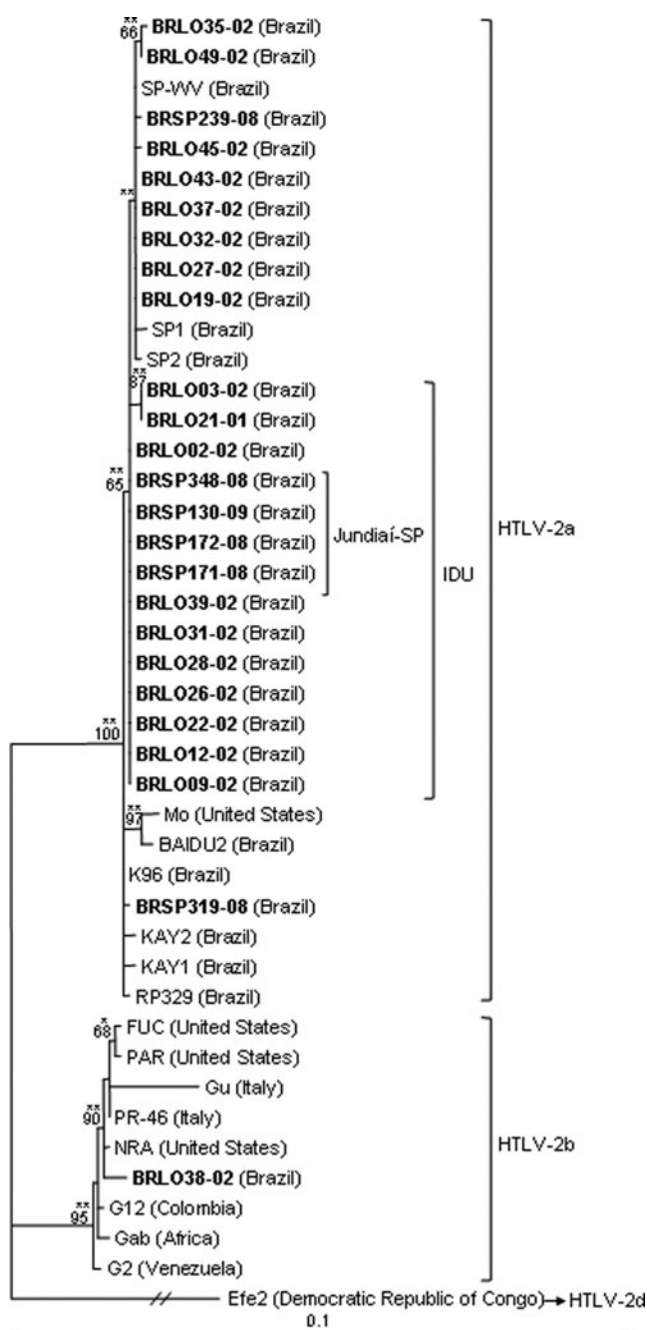 **
66
BRLO35-02 (Brazil)
BRLO49-02 (Brazil)
SP-WV (Brazil)
BRSP239-08 (Brazil)
BRLO45-02 (Brazil)
BRLO43-02 (Brazil)
**
BRLO37-02 (Brazil)
BRLO32-02 (Brazil)
BRLO27-02 (Brazil)
BRLO19-02 (Brazil)
SP1 (Brazil)
SP2 (Brazil)
**
87
BRLO03-02 (Brazil)
BRLO21-01 (Brazil)
BRLO02-02 (Brazil)
**
65
BRSP348-08 (Brazil)
BRSP130-09 (Brazil)
BRSP172-08 (Brazil)
BRSP171-08 (Brazil)
Jundiaí-SP
HTLV-2a
IDU
BRLO39-02 (Brazil)
BRLO31-02 (Brazil)
BRLO28-02 (Brazil)
BRLO26-02 (Brazil)
BRLO22-02 (Brazil)
**
100
BRLO12-02 (Brazil)
BRLO09-02 (Brazil)
**
97
Mo (United States)
BAIDU2 (Brazil)
K96 (Brazil)
BRSP319-08 (Brazil)
KAY2 (Brazil)
KAY1 (Brazil)
RP329 (Brazil)
*
68
FUC (United States)
PAR (United States)
Gu (Italy)
**
90
PR-46 (Italy)
NRA (United States)
HTLV-2b
BRLO38-02 (Brazil)
G12 (Colombia)
**
95
Gab (Africa)
G2 (Venezuela)
Efe2 (Democratic Republic of Congo)→HTLV-2d
0.1